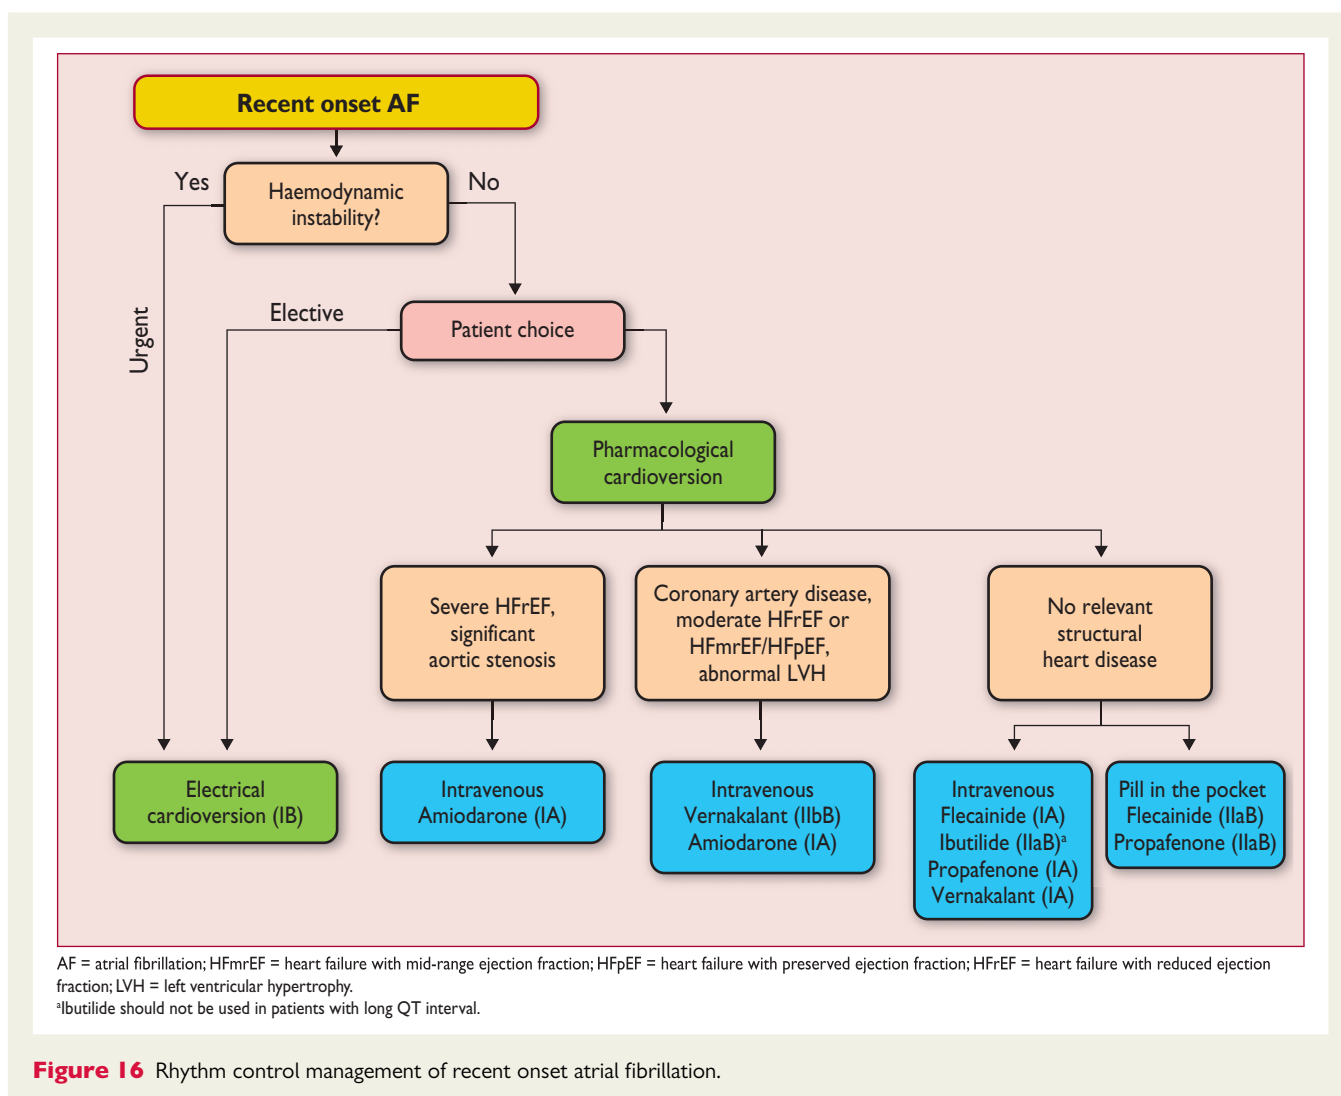 Recent onset AF
Yes
Haemodynamic
instability?
No
Urgent
Elective
Patient choice
Pharmacological
cardioversion
Severe HFrEF,
significant
aortic stenosis
Coronary artery disease,
moderate HFrEF or
HFmrEF/HFpEF,
abnormal LVH
No relevant
structural
heart disease
Electrical
cardioversion (IB)
Intravenous
Amiodarone (IA)
Intravenous
Vernakalant (IIbB)
Amiodarone (IA)
Intravenous
Flecainide (IA)
Ibutilide (IIaB)ᵃ
Propafenone (IA)
Vernakalant (IA)
Pill in the pocket
Flecainide (IIaB)
Propafenone (IIaB)
AF = atrial fibrillation; HFmrEF = heart failure with mid-range ejection fraction; HFpEF = heart failure with preserved ejection fraction; HFrEF = heart failure with reduced ejection
fraction; LVH = left ventricular hypertrophy.
ᵃIbutilide should not be used in patients with long QT interval.
Figure 16 Rhythm control management of recent onset atrial fibrillation.